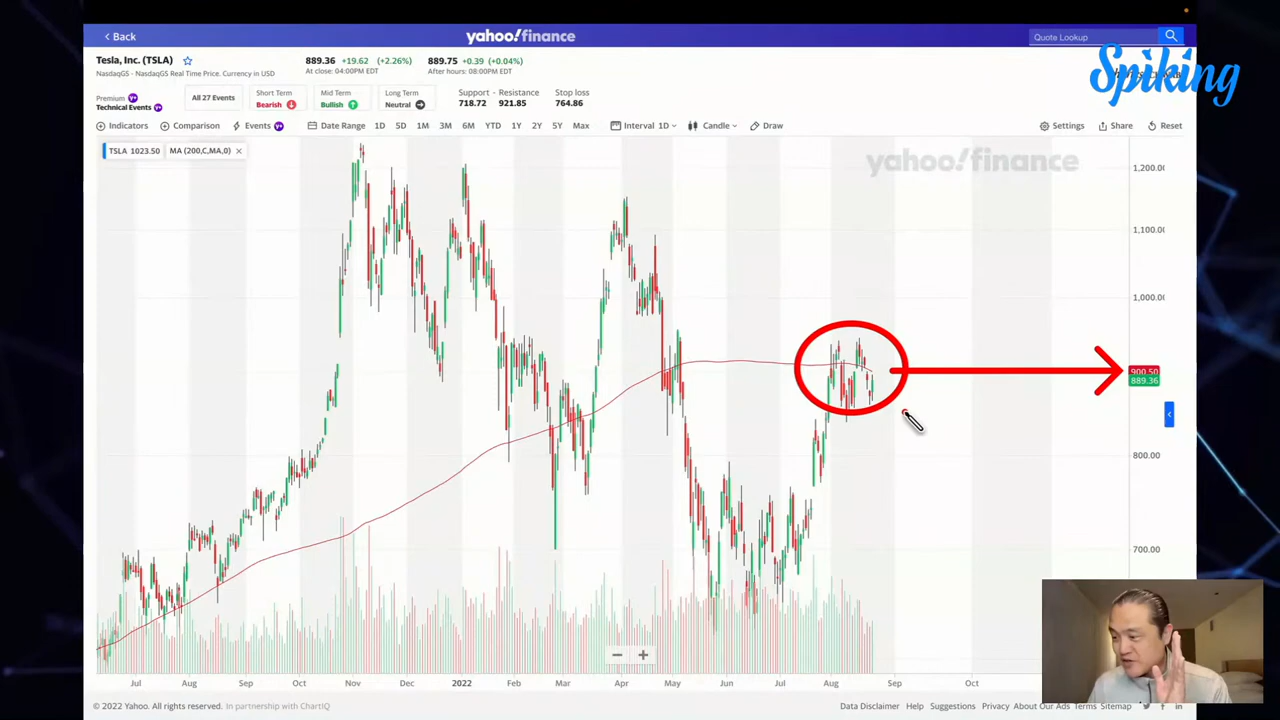 Back
yahoo!finance
Quote Lookup
Tesla, Inc. (TSLA)
NasdaqGS - NasdaqGS Real Time Price. Currency in USD
889.36 +19.62 (+2.26%)
At close: 04:00PM EDT
889.75 +0.39 (+0.04%)
After hours: 08:00PM EDT
Spiking
Premium
Technical Events
All 27 Events
Short Term
Bearish
Mid Term
Bullish
Long Term
Neutral
Support - Resistance
718.72 921.85
Stop loss
764.86
Indicators Comparison Events Date Range 1D 5D 1M 3M 6M YTD 1Y 2Y 5Y Max Interval 1D Candle Draw Settings Share Reset
TSLA 1023.50 MA (200,C,MA,0)
yahoo!finance
1,200.00
1,100.00
1,000.00
900.50
889.36
800.00
700.00
Jul Aug Sep Oct Nov Dec 2022 Feb Mar Apr May Jun Jul Aug Sep Oct
© 2022 Yahoo. All rights reserved. In partnership with ChartIQ
Data Disclaimer Help Suggestions Privacy About Our Ads Terms Sitemap